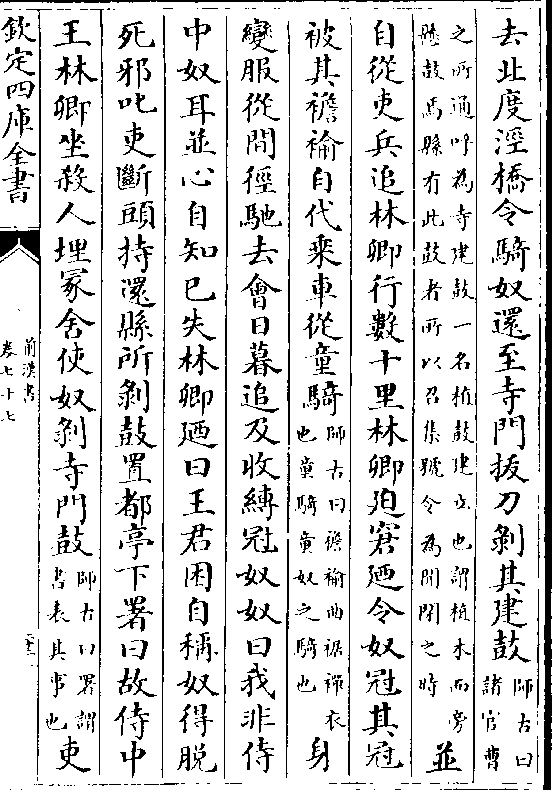 去北度涇橋令騎奴還至寺門拔刀剝其建鼓師古曰諸官曹
之所通呼為寺建鼓一名植鼓建立也謂植木而旁
懸鼓焉縣有此鼓者所以召集號令為開閉之時並
自從吏兵追林卿行數十里林卿廹窘廼令奴冠其冠
被其襜褕自代乗車從童騎師古曰襜褕曲裾禪衣也童騎童奴之騎也身
變服從間徑馳去會日暮追及收縛冠奴奴曰我非侍
中奴耳並心自知已失林卿廼曰王君困自稱奴得脱
死邪叱吏斷頭持還縣所剝鼓置都亭下署曰故侍中
王林卿坐殺人埋冢舍使奴剝寺門鼓師古曰署謂書表其事也吏
欽定四庫全書
前漢書
卷七十七